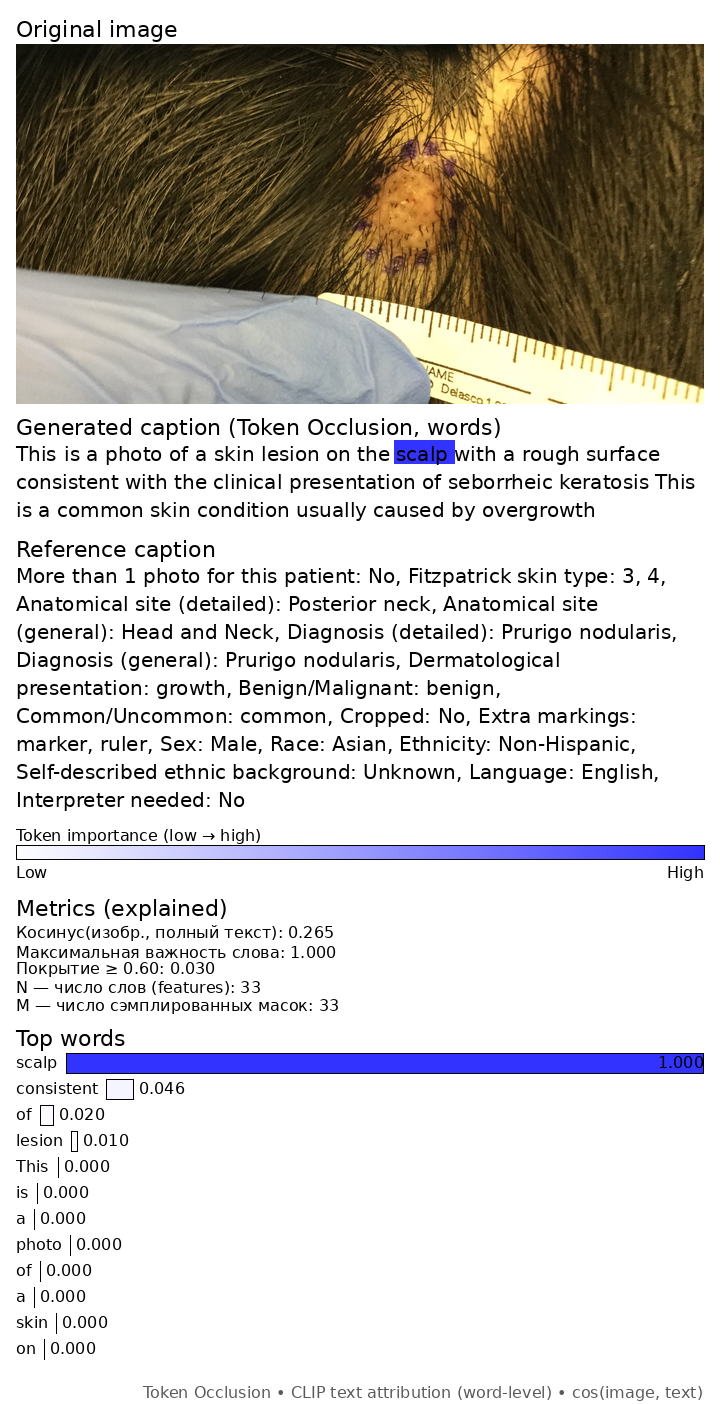 Original image
NAME
Delasco
Generated caption (Token Occlusion, words)
This is a photo of a skin lesion on the scalp with a rough surface
consistent with the clinical presentation of seborrheic keratosis This
is a common skin condition usually caused by overgrowth
Reference caption
More than 1 photo for this patient: No, Fitzpatrick skin type: 3, 4,
Anatomical site (detailed): Posterior neck, Anatomical site
(general): Head and Neck, Diagnosis (detailed): Prurigo nodularis,
Diagnosis (general): Prurigo nodularis, Dermatological
presentation: growth, Benign/Malignant: benign,
Common/Uncommon: common, Cropped: No, Extra markings:
marker, ruler, Sex: Male, Race: Asian, Ethnicity: Non-Hispanic,
Self-described ethnic background: Unknown, Language: English,
Interpreter needed: No
Token importance (low → high)
Low High
Metrics (explained)
Косинус(изобр., полный текст): 0.265
Максимальная важность слова: 1.000
Покрытие ≥ 0.60: 0.030
N — число слов (features): 33
M — число сэмплированных масок: 33
Top words
scalp 1.000
consistent 0.046
of 0.020
lesion 0.010
This 0.000
is 0.000
a 0.000
photo 0.000
of 0.000
a 0.000
skin 0.000
on 0.000
Token Occlusion • CLIP text attribution (word-level) • cos(image, text)